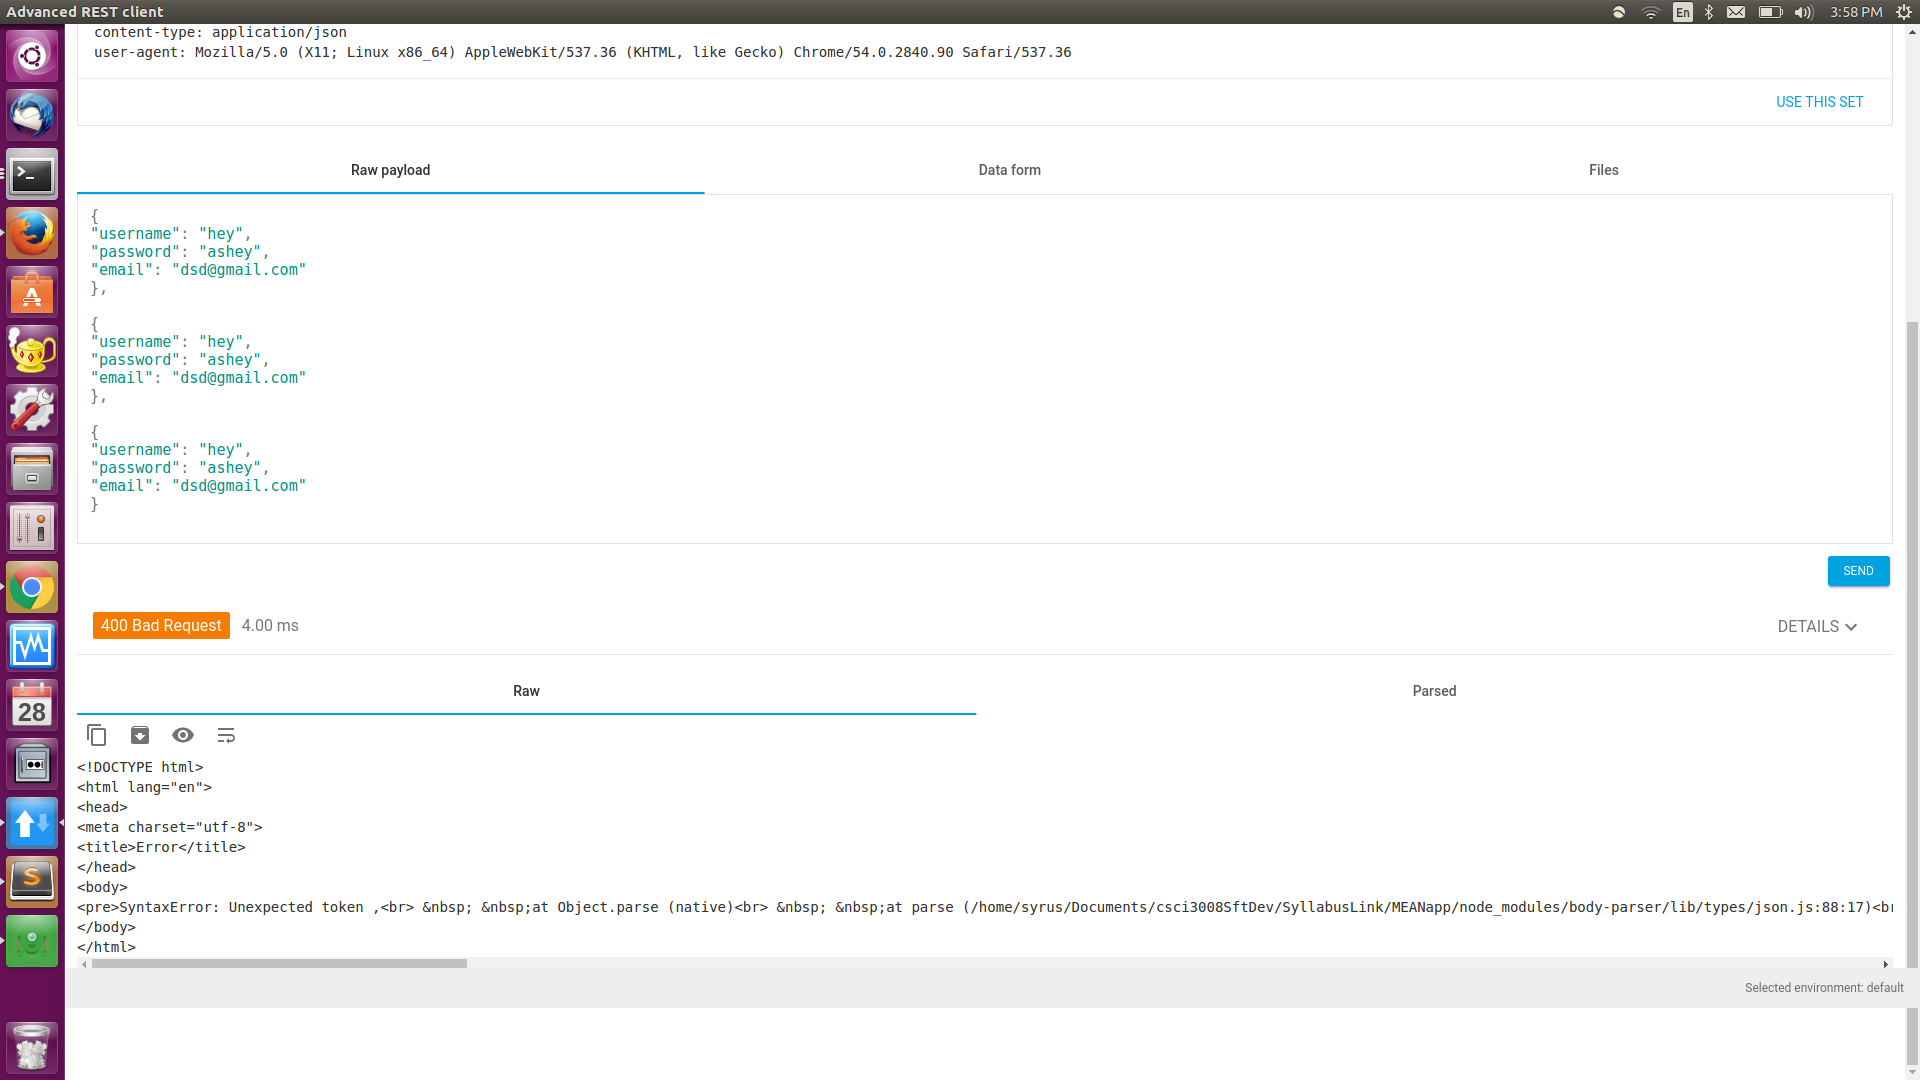 Advanced REST client
En
3:58 PM
content-type: application/json
user-agent: Mozilla/5.0 (X11; Linux x86_64) AppleWebKit/537.36 (KHTML, like Gecko) Chrome/54.0.2840.90 Safari/537.36
USE THIS SET
Raw payload
Data form
Files
{
"username": "hey",
"password": "ashey",
"email": "dsd@gmail.com"
},
{
"username": "hey",
"password": "ashey",
"email": "dsd@gmail.com"
},
{
"username": "hey",
"password": "ashey",
"email": "dsd@gmail.com"
}
SEND
400 Bad Request
4.00 ms
DETAILS
Raw
Parsed
28
<!DOCTYPE html>
<html lang="en">
<head>
<meta charset="utf-8">
<title>Error</title>
</head>
<body>
<pre>SyntaxError: Unexpected token ,<br> &nbsp; &nbsp;at Object.parse (native)<br> &nbsp; &nbsp;at parse (/home/syrus/Documents/csci3008SftDev/SyllabusLink/MEANapp/node_modules/body-parser/lib/types/json.js:88:17)<br
</body>
</html>
Selected environment: default